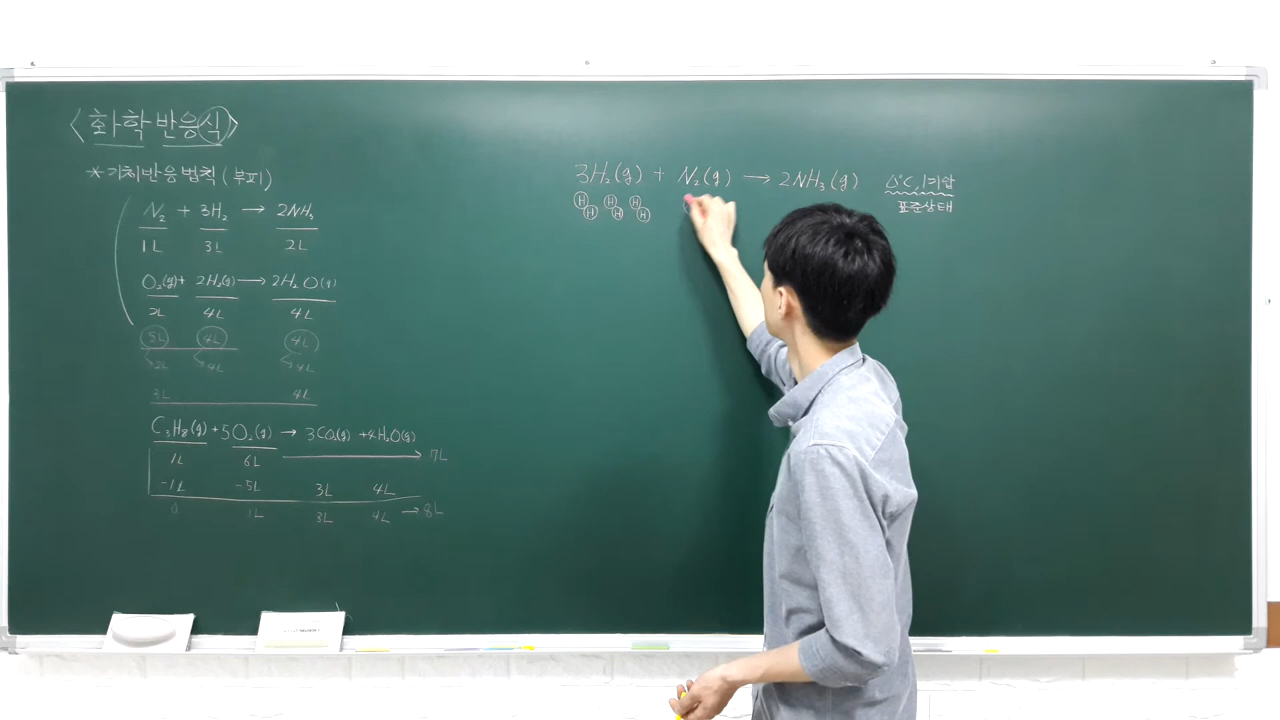 <화학 반응식>
*기체반응 법칙 (부피)
N₂ + 3H₂ → 2NH₃
1L 3L 2L
O₂(g) + 2H₂(g) → 2H₂O(g)
2L 4L 4L
5L 4L 4L
-2L -4L +4L
3L 4L
C₃H₈(g) + 5O₂(g) → 3CO₂(g) + 4H₂O(g)
1L 6L 7L
-1L -5L 3L 4L
0 1L 3L 4L → 8L
3H₂(g) + N₂(g) → 2NH₃(g) 0°C, 1기압
표준상태
H H H
H H H